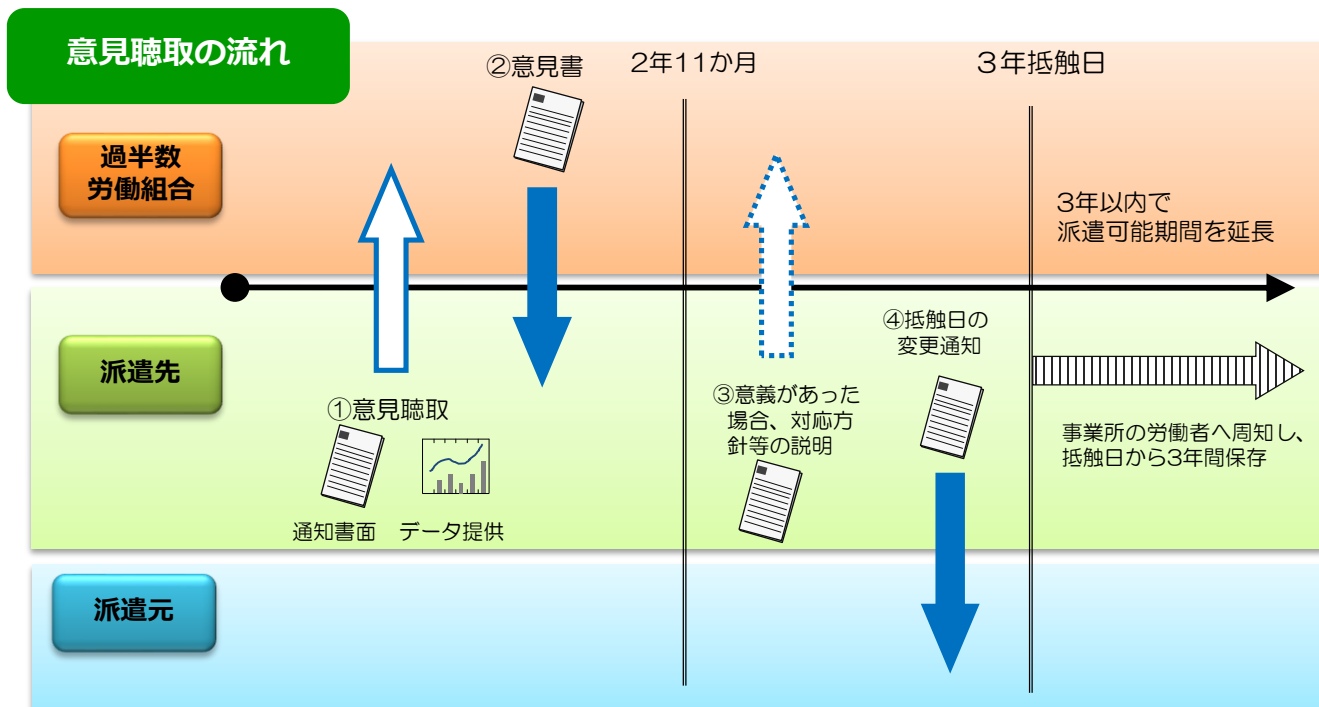 意見聴取の流れ
②意見書
2年11か月
3年抵触日
過半数
労働組合
3年以内で
派遣可能期間を延長
派遣先
①意見聴取
通知書面
データ提供
③意義があった
場合、対応方
針等の説明
④抵触日の
変更通知
事業所の労働者へ周知し、
抵触日から3年間保存
派遣元